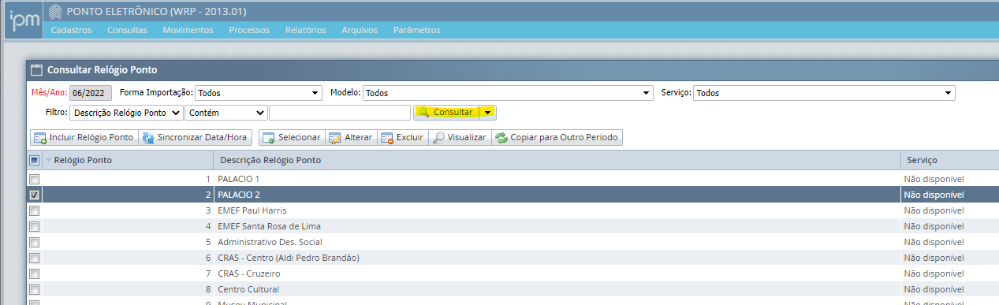 ipm PONTO ELETRÔNICO (WRP - 2013.01)
Cadastros Consultas Movimentos Processos Relatórios Arquivos Parâmetros
Consultar Relógio Ponto
Mês/Ano: 06/2022 Forma Importação: Todos Modelo: Todos Serviço: Todos
Filtro: Descrição Relógio Ponto Contém Consultar
Incluir Relógio Ponto Sincronizar Data/Hora Selecionar Alterar Excluir Visualizar Copiar para Outro Período
Relógio Ponto Descrição Relógio Ponto Serviço
1 PALACIO 1 Não disponível
2 PALACIO 2 Não disponível
3 EMEF Paul Harris Não disponível
4 EMEF Santa Rosa de Lima Não disponível
5 Administrativo Des. Social Não disponível
6 CRAS - Centro (Aldi Pedro Brandão) Não disponível
7 CRAS - Cruzeiro Não disponível
8 Centro Cultural Não disponível
9 Museu Municipal Não disponível